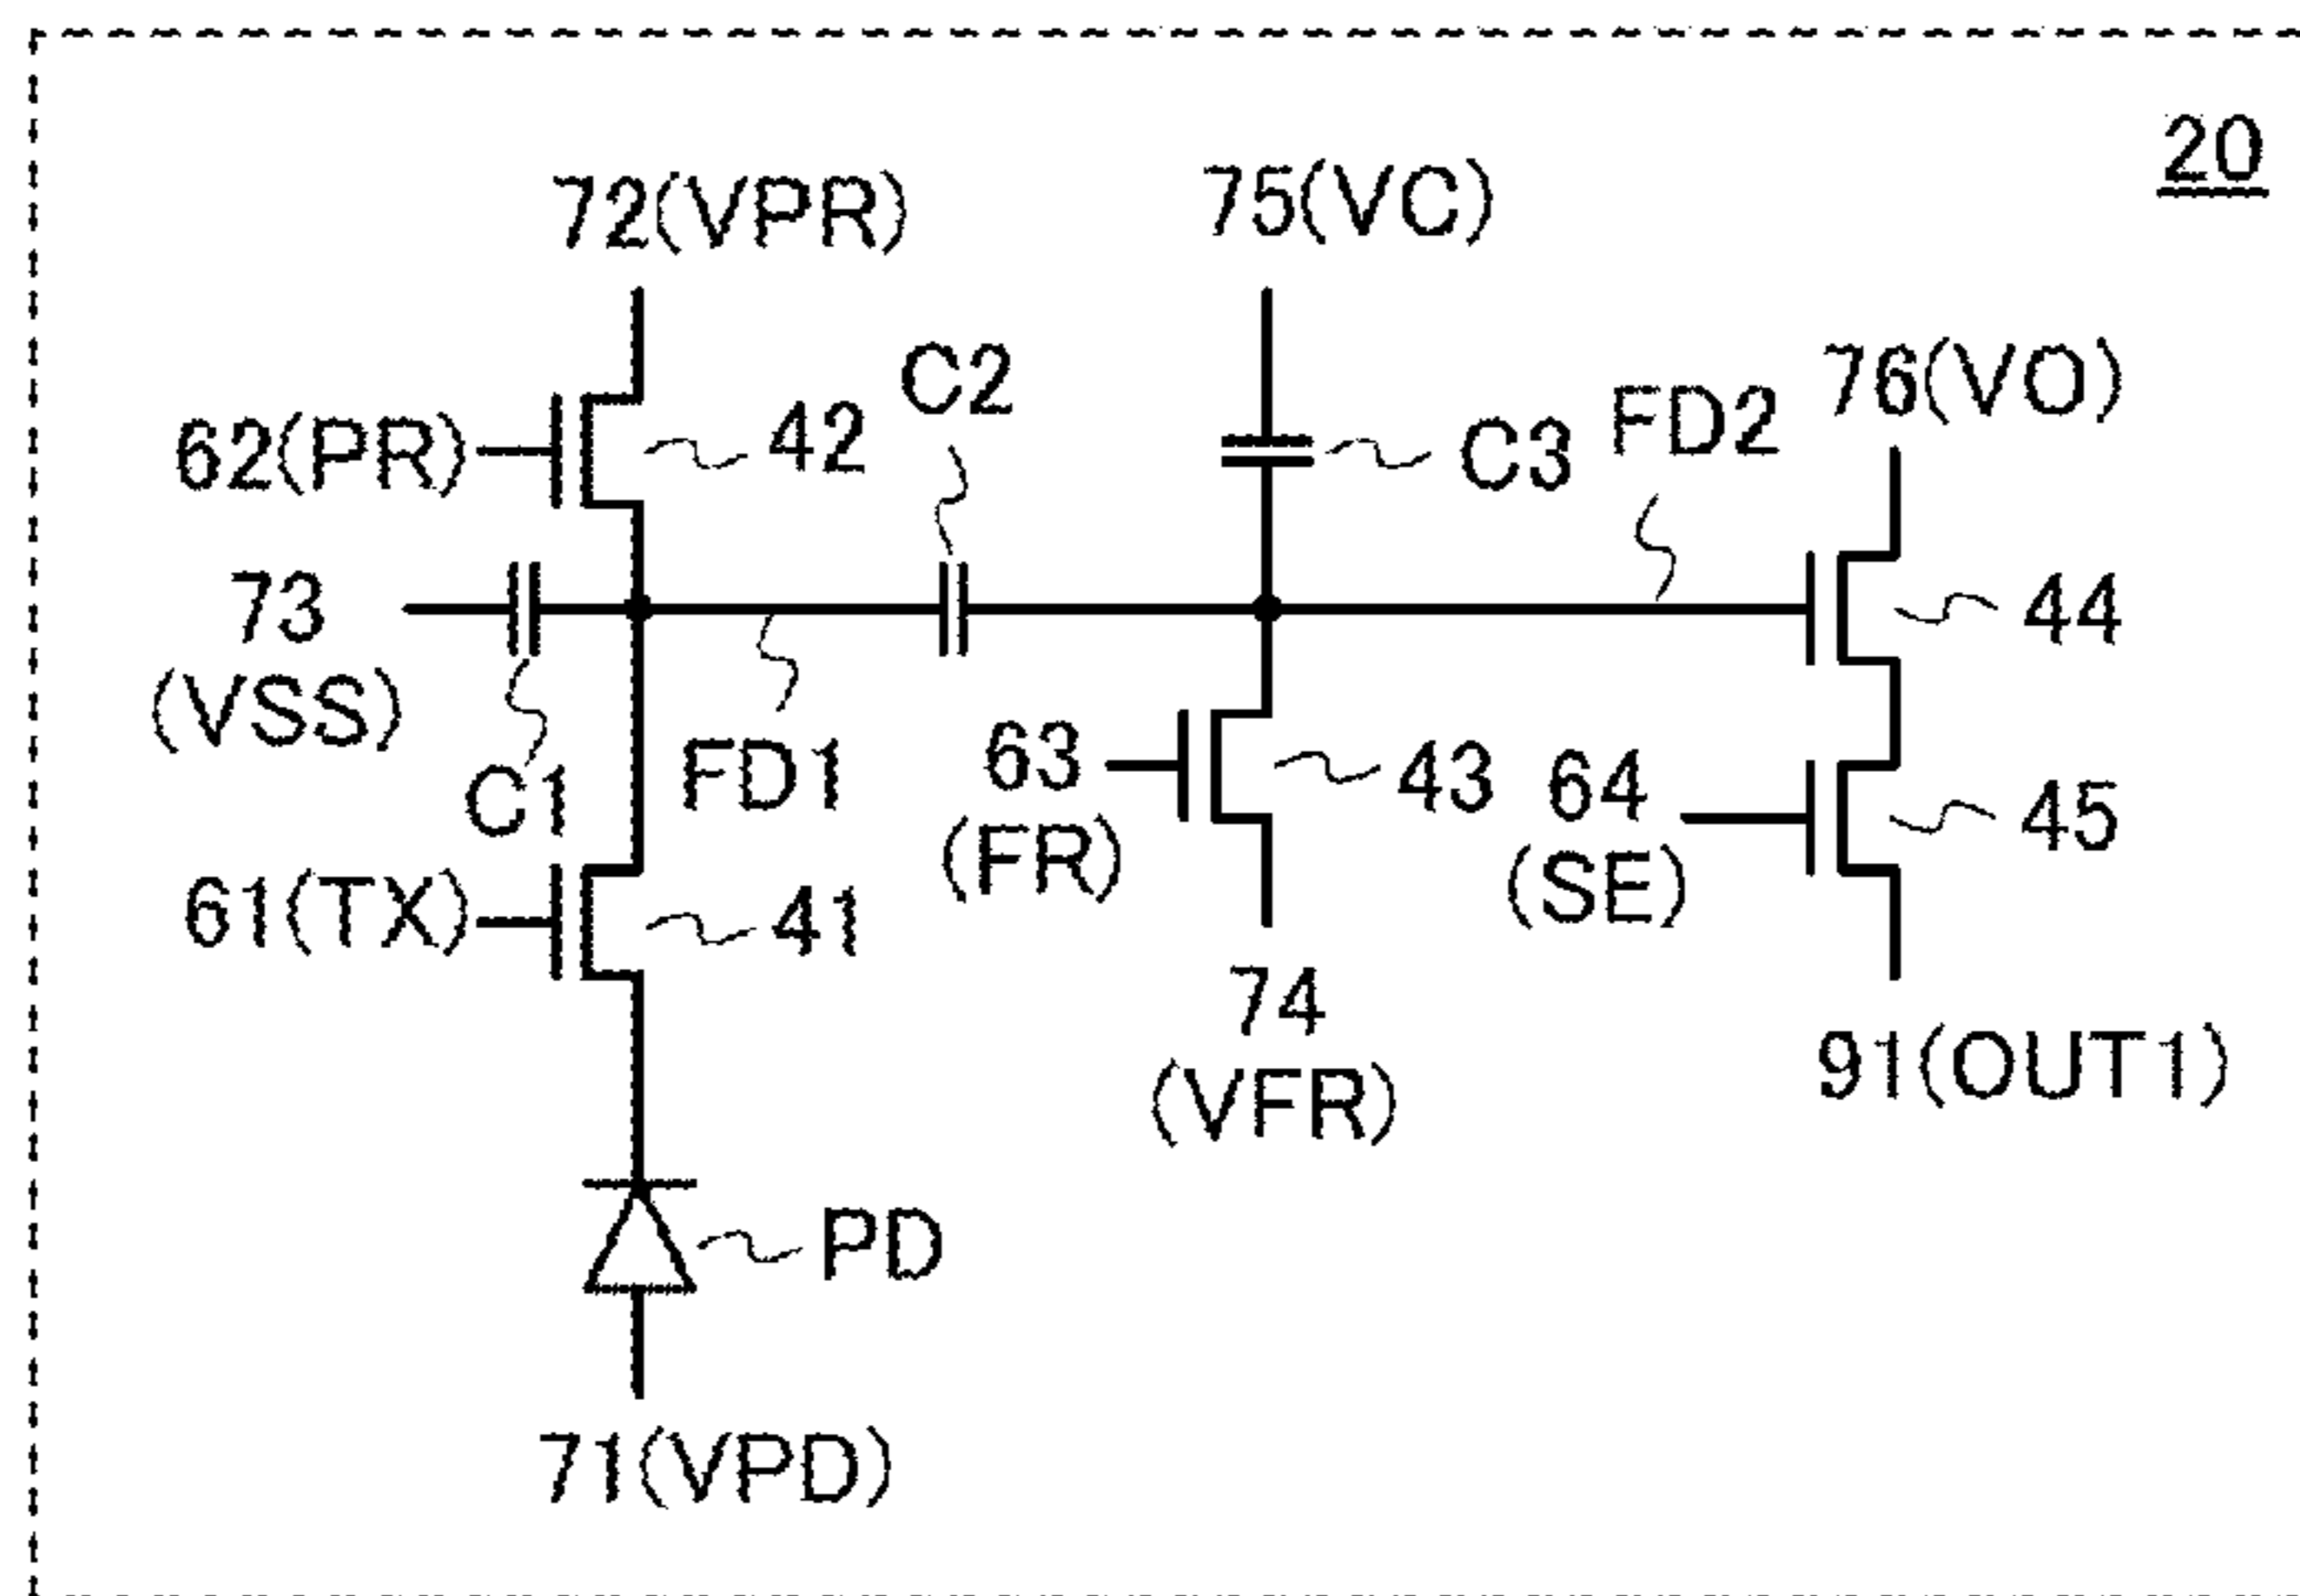 20
72(VPR)
75(VC)
C2
FD2
76(VO)
62(PR)
42
C3
73
(VSS)
44
C1
FD1
63
(FR)
43
64
(SE)
45
61(TX)
41
74
(VFR)
91(OUT1)
PD
71(VPD)